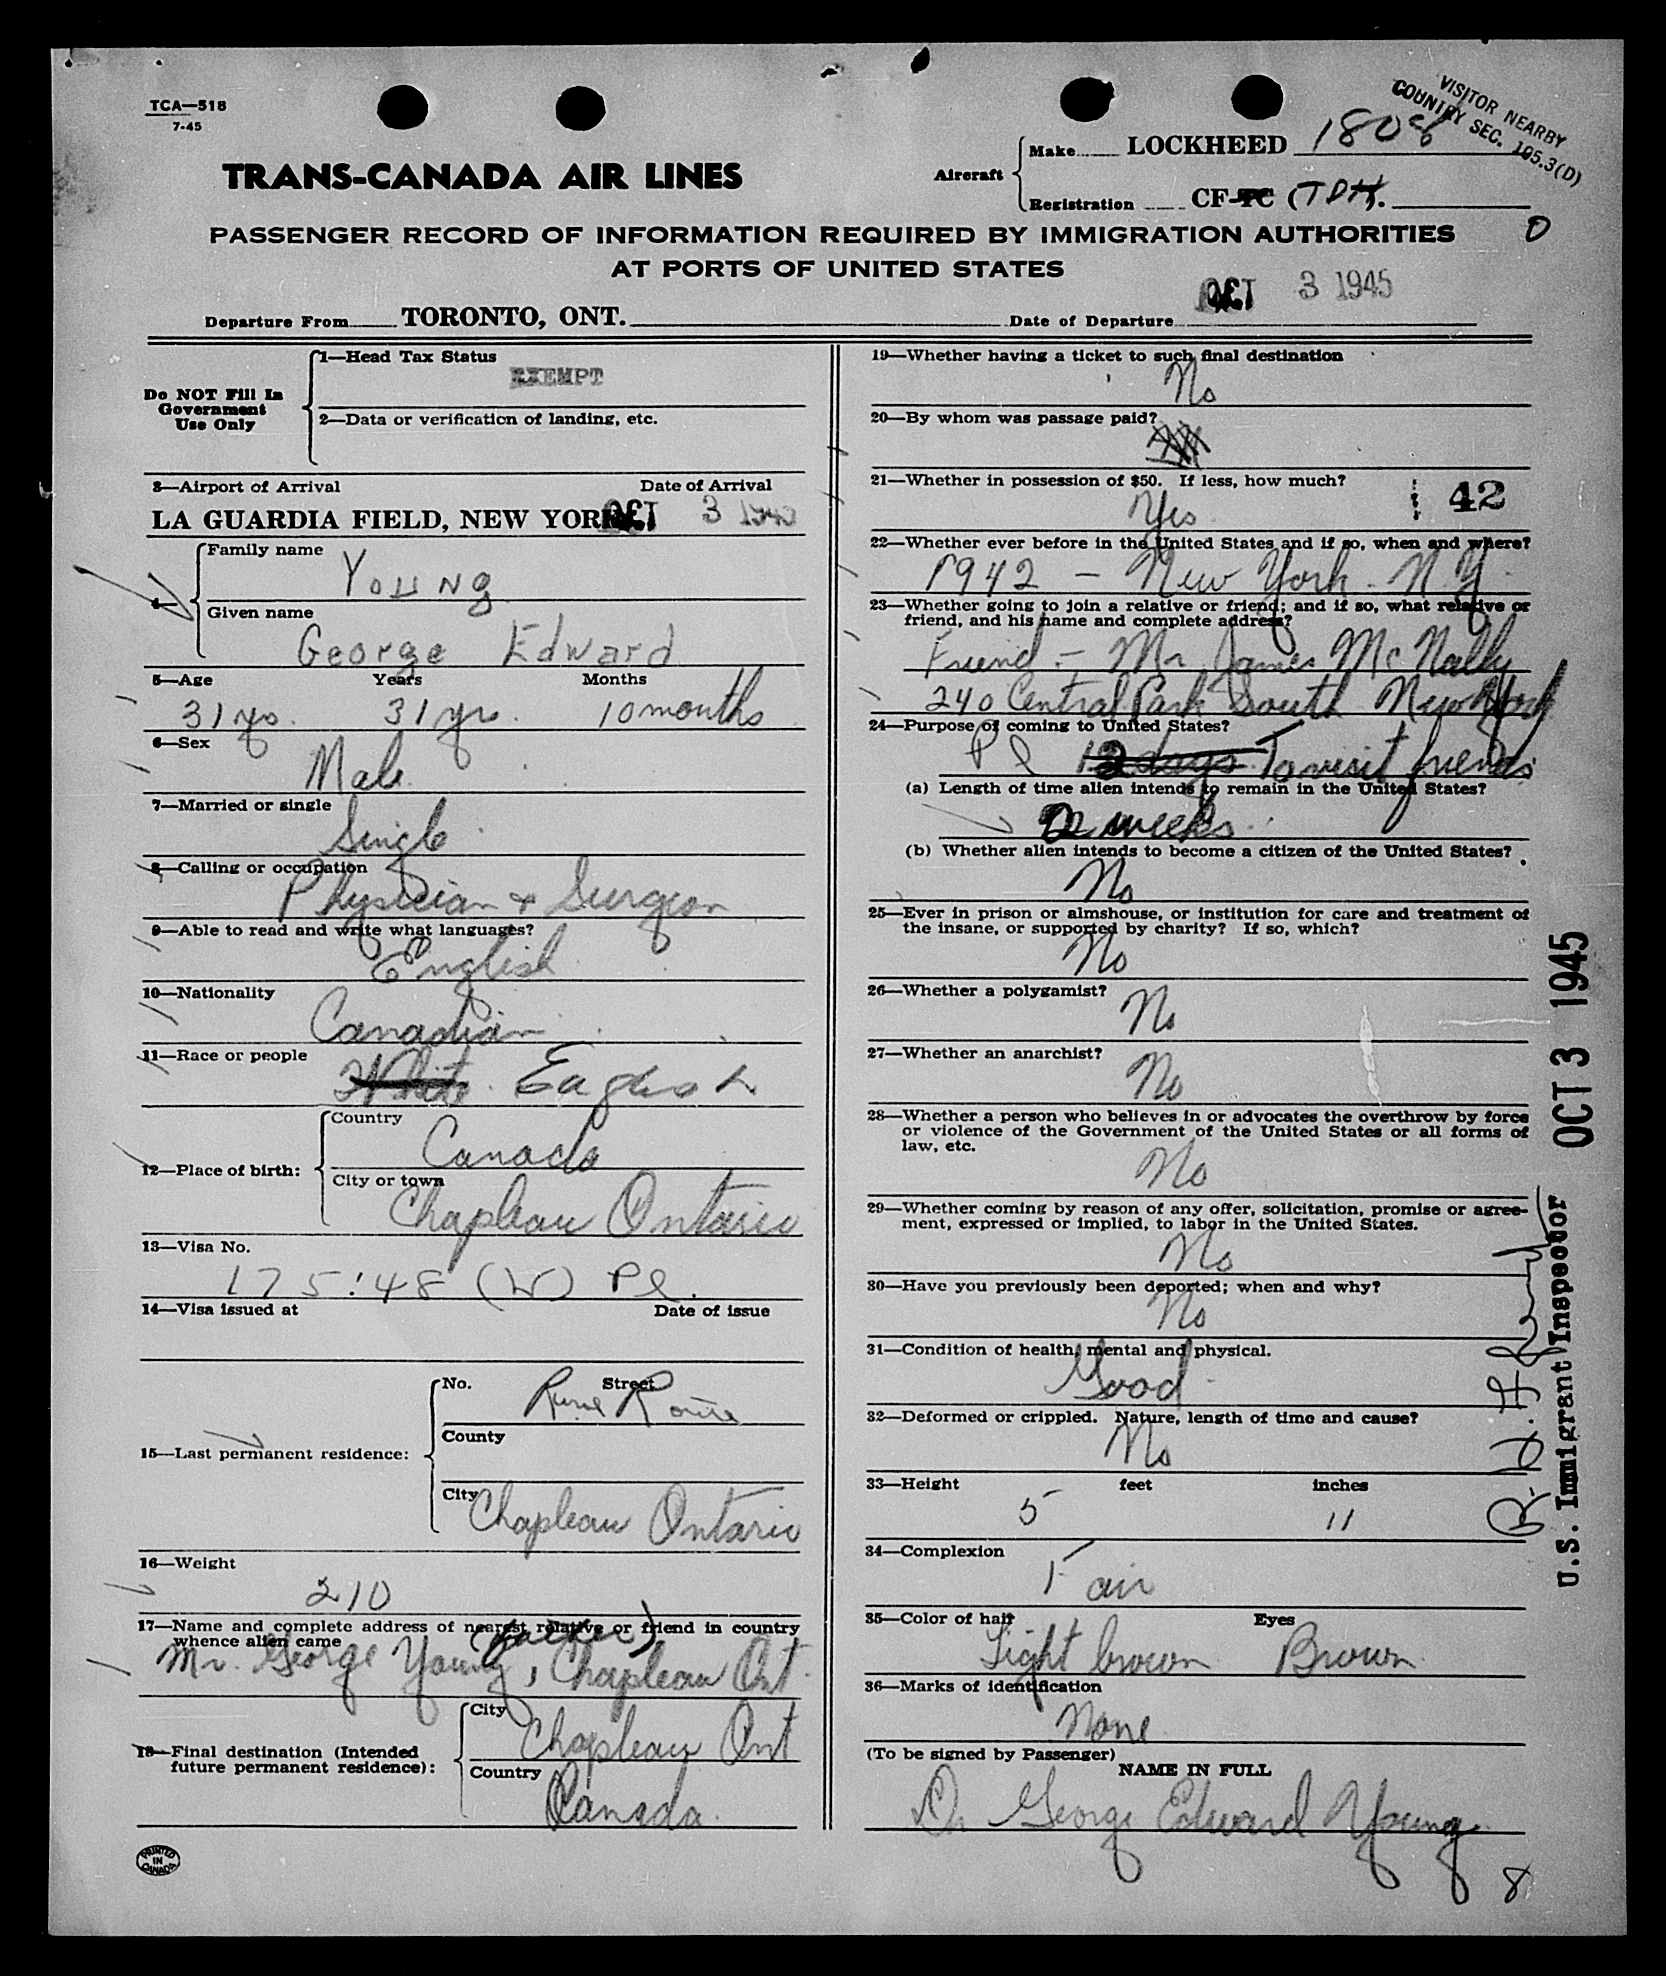 TCA—518
7-45
VISITOR NEARBY
COUNTRY SEC. 195.3(D)
TRANS-CANADA AIR LINES
Aircraft
Make LOCKHEED 1808
Registration CF-TC (TDH).
PASSENGER RECORD OF INFORMATION REQUIRED BY IMMIGRATION AUTHORITIES
AT PORTS OF UNITED STATES
0
Departure From TORONTO, ONT.
Date of Departure OCT 3 1945
Do NOT Fill In
Government
Use Only
1—Head Tax Status
EXEMPT
2—Data or verification of landing, etc.
3—Airport of Arrival Date of Arrival
LA GUARDIA FIELD, NEW YORK OCT 3 1945
4—
Family name
Young
Given name
George Edward
5—Age Years Months
31 yrs. 31 yrs. 10 months
6—Sex
Male
7—Married or single
Single
8—Calling or occupation
Physician & Surgeon
9—Able to read and write what languages?
English
10—Nationality
Canadian
11—Race or people
White English
12—Place of birth:
Country
Canada
City or town
Chapleau Ontario
13—Visa No.
175:48 (W) Pl.
14—Visa issued at Date of issue
15—Last permanent residence:
No. Street
County
City
Chapleau Ontario
16—Weight
210
17—Name and complete address of nearest relative or friend in country
whence alien came
(father)
Mr. George Young, Chapleau Ont.
18—Final destination (Intended
future permanent residence):
City
Chapleau Ont
Country
Canada.
PRINTED IN CANADA
19—Whether having a ticket to such final destination
No
20—By whom was passage paid?
21—Whether in possession of $50. If less, how much?
Yes
42
22—Whether ever before in the United States and if so, when and where?
1942 — New York. N.Y.
23—Whether going to join a relative or friend; and if so, what relative or
friend, and his name and complete address?
Friend — Mr. James McNally
240 Central Park South New York
24—Purpose of coming to United States?
Pl 12 days To visit friends
(a) Length of time alien intends to remain in the United States?
2 weeks
(b) Whether alien intends to become a citizen of the United States?
No
25—Ever in prison or almshouse, or institution for care and treatment of
the insane, or supported by charity? If so, which?
No
26—Whether a polygamist?
No
27—Whether an anarchist?
No
28—Whether a person who believes in or advocates the overthrow by force
or violence of the Government of the United States or all forms of
law, etc.
No
29—Whether coming by reason of any offer, solicitation, promise or agree-
ment, expressed or implied, to labor in the United States.
No
30—Have you previously been deported; when and why?
No
31—Condition of health, mental and physical.
Good
32—Deformed or crippled. Nature, length of time and cause?
No
33—Height feet inches
5 11
34—Complexion
Fair
35—Color of hair Eyes
Light brown Brown
36—Marks of identification
None
(To be signed by Passenger)
NAME IN FULL
Dr George Edward Young
8
OCT 3 1945
U.S. Immigrant Inspector